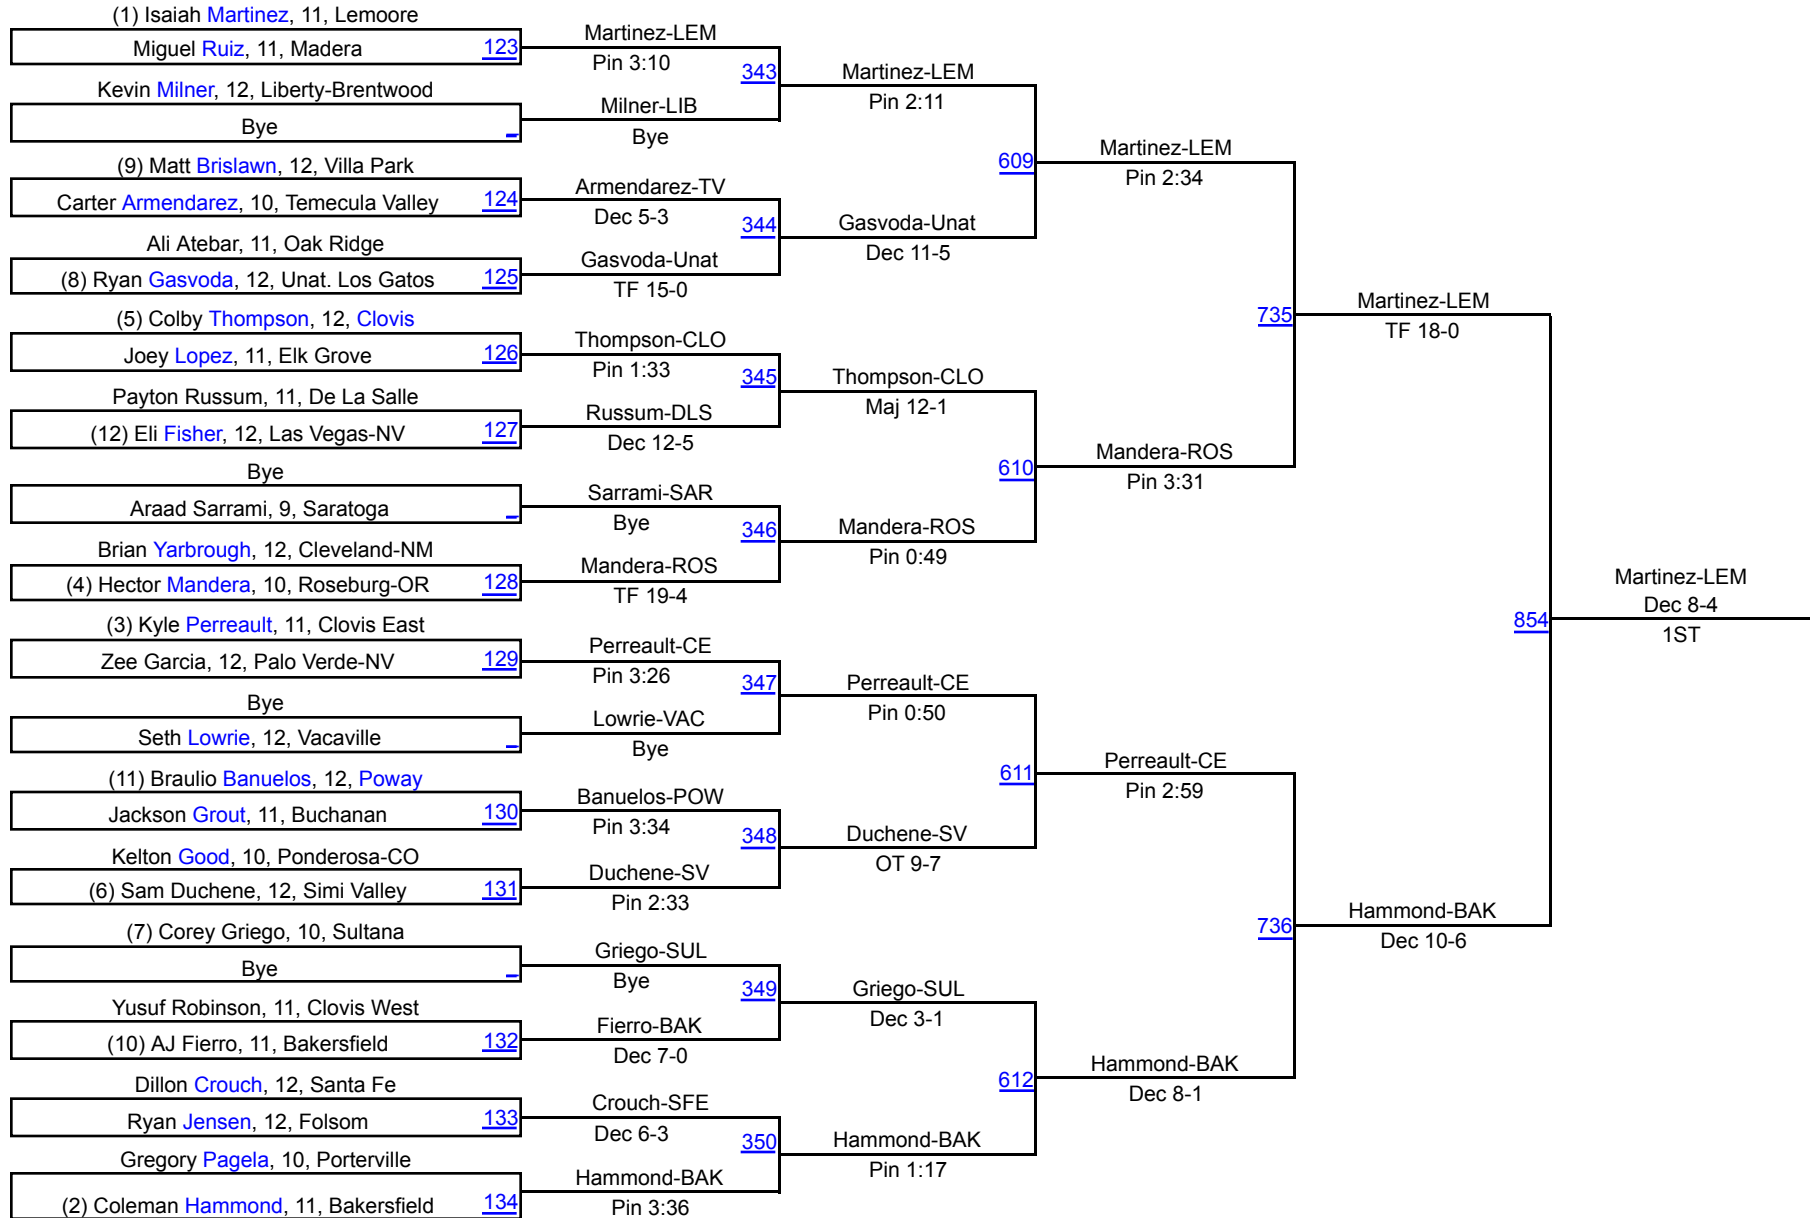 (1) Isaiah Martinez, 11, Lemoore
Miguel Ruiz, 11, Madera 123
Kevin Milner, 12, Liberty-Brentwood
Bye
(9) Matt Brislawn, 12, Villa Park
Carter Armendarez, 10, Temecula Valley 124
Ali Atebar, 11, Oak Ridge
(8) Ryan Gasvoda, 12, Unat. Los Gatos 125
(5) Colby Thompson, 12, Clovis
Joey Lopez, 11, Elk Grove 126
Payton Russum, 11, De La Salle
(12) Eli Fisher, 12, Las Vegas-NV 127
Bye
Araad Sarrami, 9, Saratoga
Brian Yarbrough, 12, Cleveland-NM
(4) Hector Mandera, 10, Roseburg-OR 128
(3) Kyle Perreault, 11, Clovis East
Zee Garcia, 12, Palo Verde-NV 129
Bye
Seth Lowrie, 12, Vacaville
(11) Braulio Banuelos, 12, Poway
Jackson Grout, 11, Buchanan 130
Kelton Good, 10, Ponderosa-CO
(6) Sam Duchene, 12, Simi Valley 131
(7) Corey Griego, 10, Sultana
Bye
Yusuf Robinson, 11, Clovis West
(10) AJ Fierro, 11, Bakersfield 132
Dillon Crouch, 12, Santa Fe
Ryan Jensen, 12, Folsom 133
Gregory Pagela, 10, Porterville
(2) Coleman Hammond, 11, Bakersfield 134
Martinez-LEM
Pin 3:10
343
Milner-LIB
Bye
Armendarez-TV
Dec 5-3
344
Gasvoda-Unat
TF 15-0
Thompson-CLO
Pin 1:33
345
Russum-DLS
Dec 12-5
Sarrami-SAR
Bye
346
Mandera-ROS
TF 19-4
Perreault-CE
Pin 3:26
347
Lowrie-VAC
Bye
Banuelos-POW
Pin 3:34
348
Duchene-SV
Pin 2:33
Griego-SUL
Bye
349
Fierro-BAK
Dec 7-0
Crouch-SFE
Dec 6-3
350
Hammond-BAK
Pin 3:36
Martinez-LEM
Pin 2:11
609
Gasvoda-Unat
Dec 11-5
Thompson-CLO
Maj 12-1
610
Mandera-ROS
Pin 0:49
Perreault-CE
Pin 0:50
611
Duchene-SV
OT 9-7
Griego-SUL
Dec 3-1
612
Hammond-BAK
Pin 1:17
Martinez-LEM
Pin 2:34
735
Mandera-ROS
Pin 3:31
Perreault-CE
Pin 2:59
736
Hammond-BAK
Dec 8-1
Martinez-LEM
TF 18-0
854
Hammond-BAK
Dec 10-6
Martinez-LEM
Dec 8-4
1ST